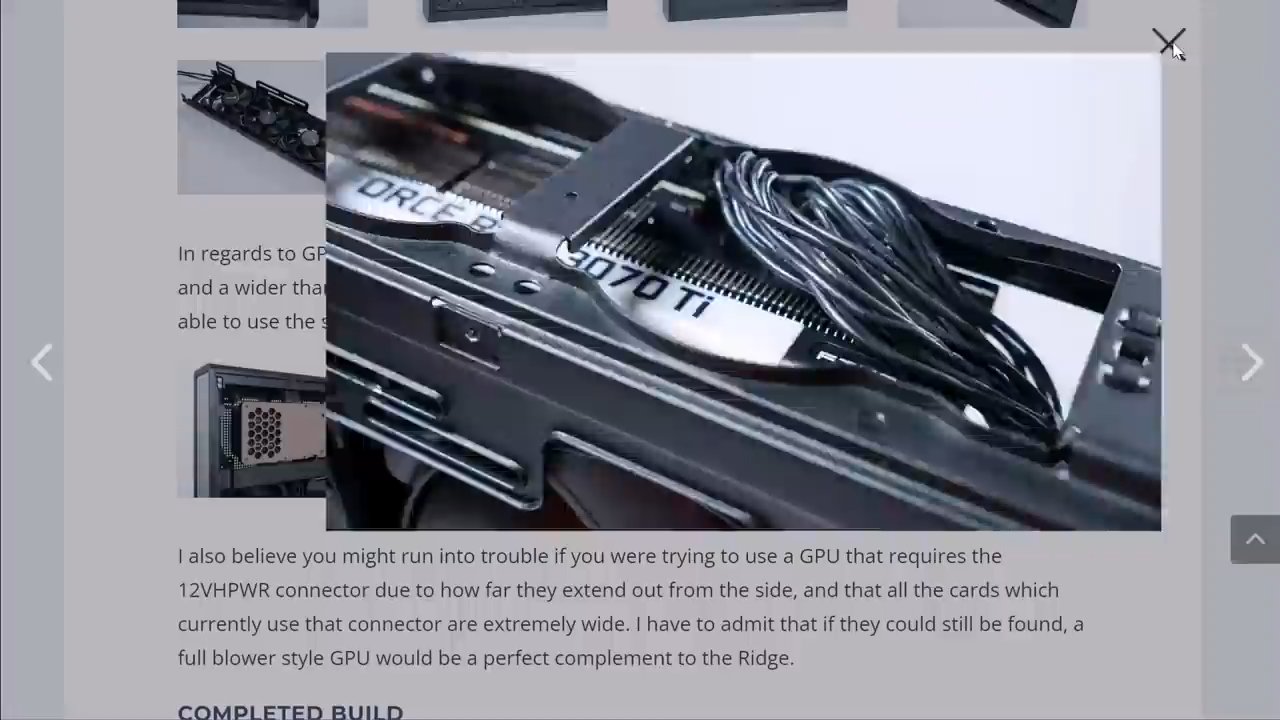 ORCE
3070 Ti
In regards to GP
and a wider tha
able to use the s
I also believe you might run into trouble if you were trying to use a GPU that requires the
12VHPWR connector due to how far they extend out from the side, and that all the cards which
currently use that connector are extremely wide. I have to admit that if they could still be found, a
full blower style GPU would be a perfect complement to the Ridge.
COMPLETED BUILD